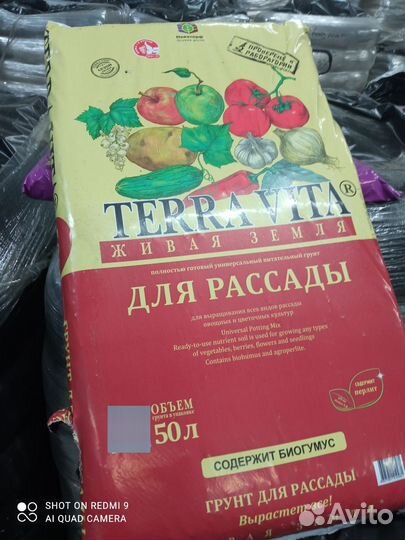 ПРОВЕРЕНО В
ЛАБОРАТОРИИ
TERRA VITA®
ЖИВАЯ ЗЕМЛЯ
полностью готовый универсальный питательный грунт
ДЛЯ РАССАДЫ
для выращивания всех видов рассады
овощных и цветочных культур
Universal Potting Mix
Ready-to-use nutrient soil is used for growing any types
of vegetables, berries, flowers and seedlings
Contains biohumus and agroperlite.
СОДЕРЖИТ
перлит
ОБЪЕМ
грунта в упаковке
50 л
СОДЕРЖИТ БИОГУМУС
ГРУНТ ДЛЯ РАССАДЫ
Вырастет все!
SHOT ON REDMI 9
AI QUAD CAMERA
Avito